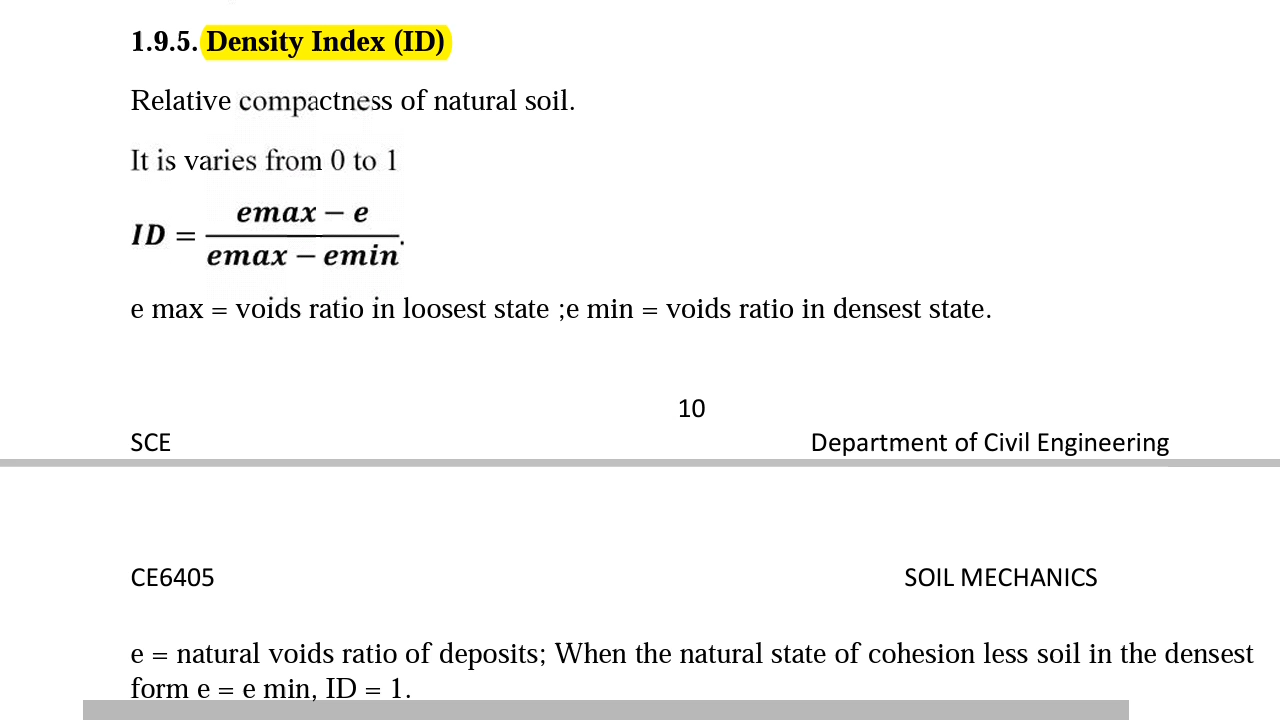 1.9.5. Density Index (ID)
Relative compactness of natural soil.
It is varies from 0 to 1
ID = emax − e / emax − emin.
e max = voids ratio in loosest state ;e min = voids ratio in densest state.
10
SCE Department of Civil Engineering
CE6405 SOIL MECHANICS
e = natural voids ratio of deposits; When the natural state of cohesion less soil in the densest
form e = e min, ID = 1.